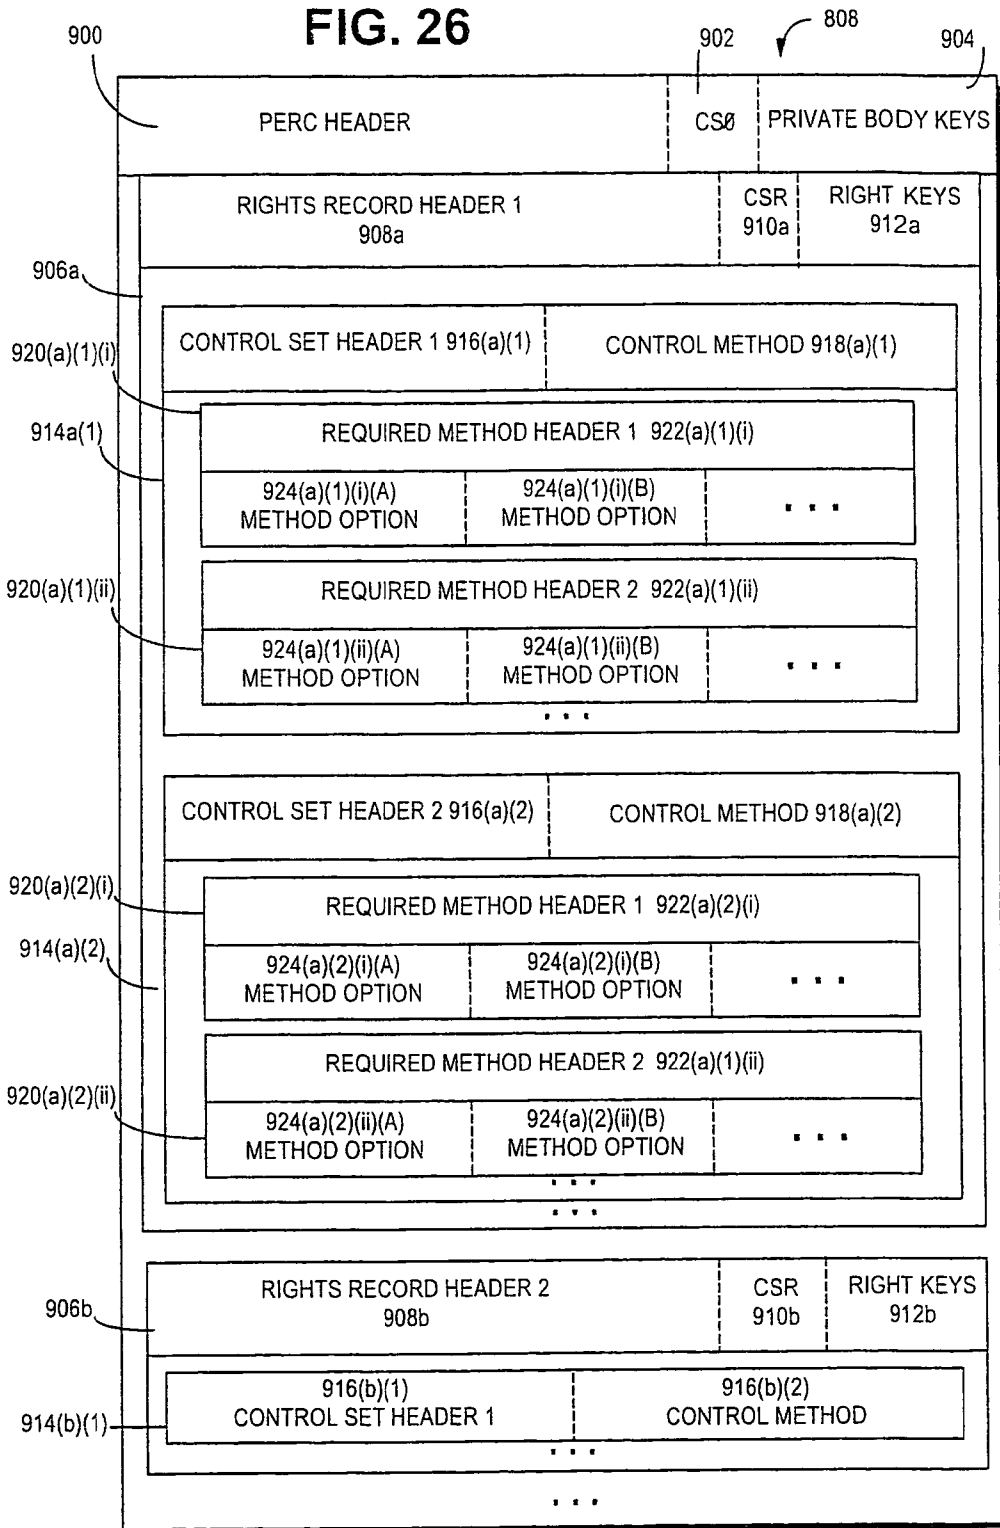 FIG. 26
808
900
902
904
PERC HEADER
CSØ
PRIVATE BODY KEYS
RIGHTS RECORD HEADER 1
908a
CSR
910a
RIGHT KEYS
912a
906a
CONTROL SET HEADER 1 916(a)(1)
CONTROL METHOD 918(a)(1)
920(a)(1)(i)
REQUIRED METHOD HEADER 1 922(a)(1)(i)
914a(1)
924(a)(1)(i)(A)
METHOD OPTION
924(a)(1)(i)(B)
METHOD OPTION
...
920(a)(1)(ii)
REQUIRED METHOD HEADER 2 922(a)(1)(ii)
924(a)(1)(ii)(A)
METHOD OPTION
924(a)(1)(ii)(B)
METHOD OPTION
...
...
CONTROL SET HEADER 2 916(a)(2)
CONTROL METHOD 918(a)(2)
920(a)(2)(i)
REQUIRED METHOD HEADER 1 922(a)(2)(i)
914(a)(2)
924(a)(2)(i)(A)
METHOD OPTION
924(a)(2)(i)(B)
METHOD OPTION
...
REQUIRED METHOD HEADER 2 922(a)(1)(ii)
920(a)(2)(ii)
924(a)(2)(ii)(A)
METHOD OPTION
924(a)(2)(ii)(B)
METHOD OPTION
...
...
...
RIGHTS RECORD HEADER 2
908b
CSR
910b
RIGHT KEYS
912b
906b
916(b)(1)
CONTROL SET HEADER 1
916(b)(2)
CONTROL METHOD
914(b)(1)
...
...